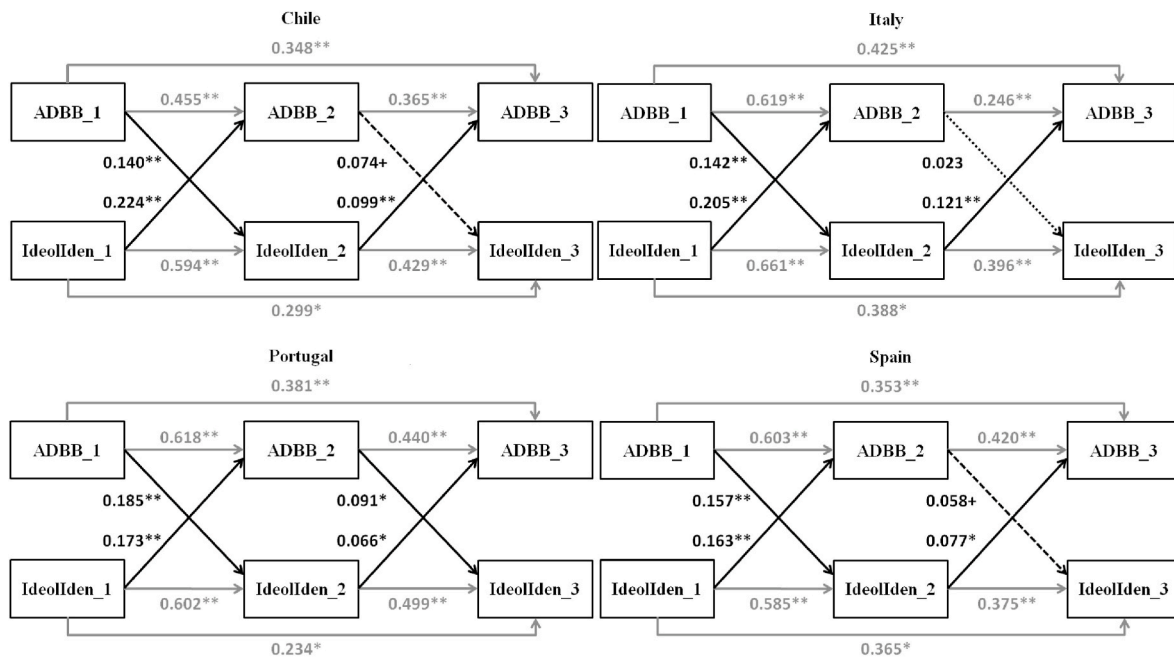 Chile
0.348**
ADBB_1 0.455** ADBB_2 0.365** ADBB_3
0.140** 0.074+
0.224** 0.099**
IdeolIden_1 0.594** IdeolIden_2 0.429** IdeolIden_3
0.299*
Italy
0.425**
ADBB_1 0.619** ADBB_2 0.246** ADBB_3
0.142** 0.023
0.205** 0.121**
IdeolIden_1 0.661** IdeolIden_2 0.396** IdeolIden_3
0.388*
Portugal
0.381**
ADBB_1 0.618** ADBB_2 0.440** ADBB_3
0.185** 0.091*
0.173** 0.066*
IdeolIden_1 0.602** IdeolIden_2 0.499** IdeolIden_3
0.234*
Spain
0.353**
ADBB_1 0.603** ADBB_2 0.420** ADBB_3
0.157** 0.058+
0.163** 0.077*
IdeolIden_1 0.585** IdeolIden_2 0.375** IdeolIden_3
0.365*